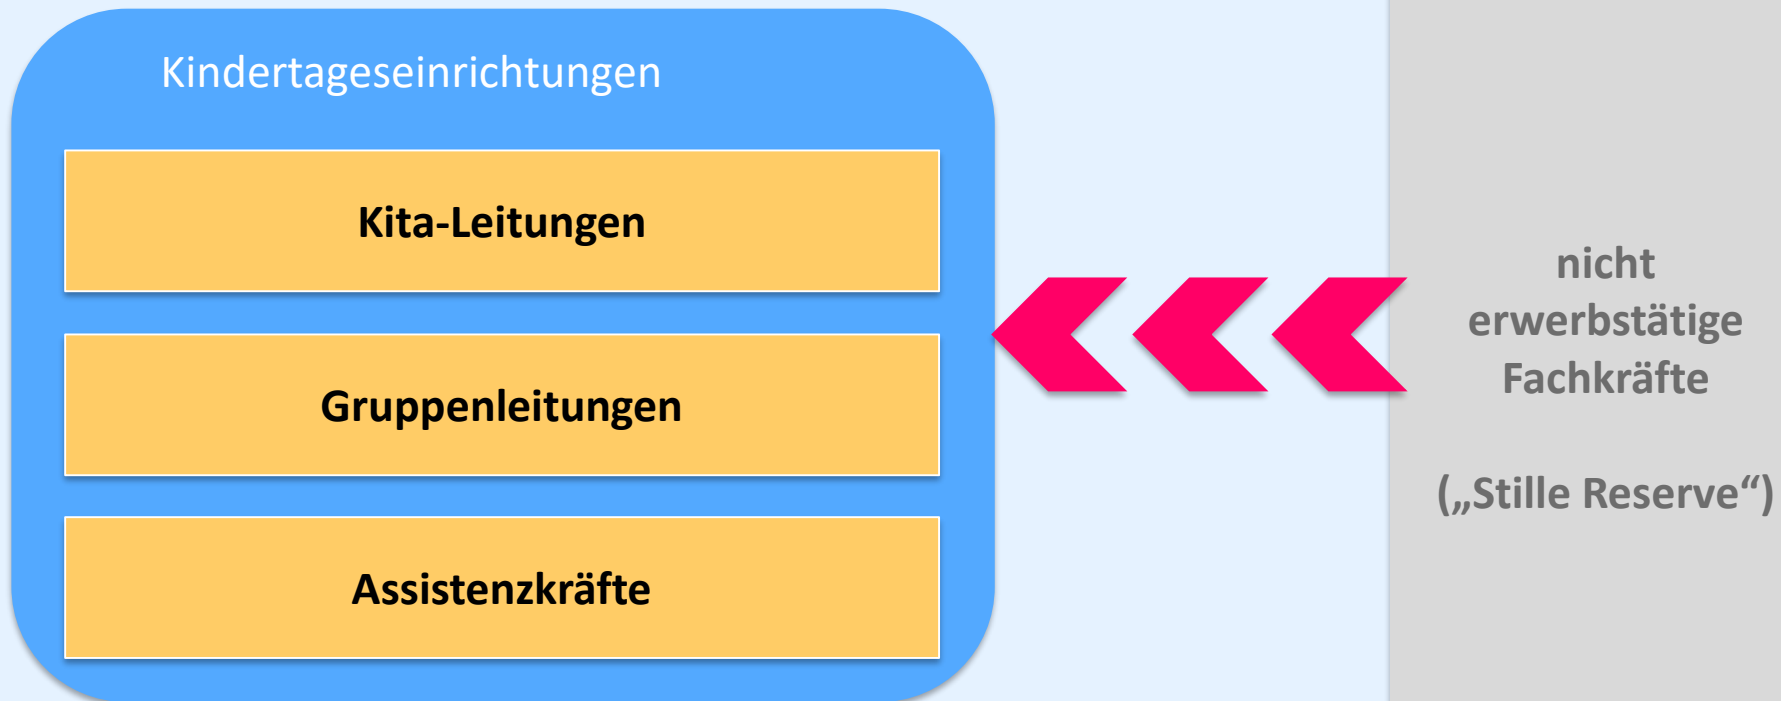 Kindertageseinrichtungen
Kita-Leitungen
Gruppenleitungen
Assistenzkräfte
nicht
erwerbstätige
Fachkräfte
(„Stille Reserve“)